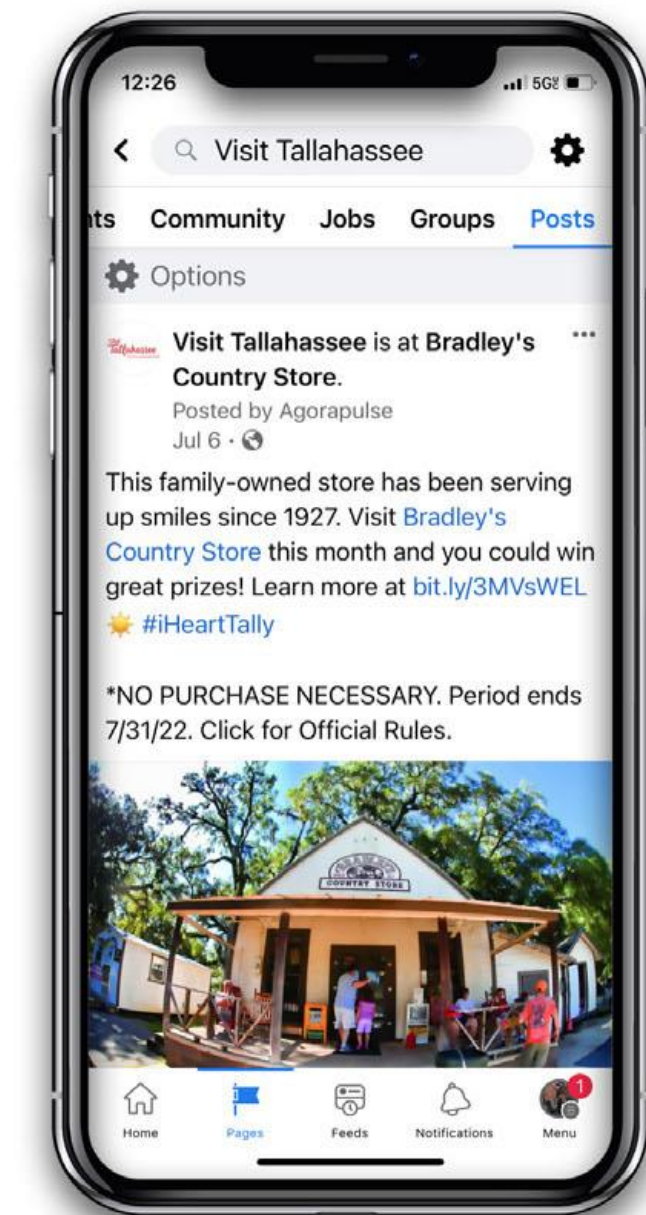 12:26
5G
Visit Tallahassee
nts Community Jobs Groups Posts
Options
Tallahassee
Visit Tallahassee is at Bradley's
Country Store.
Posted by Agorapulse
Jul 6 ·
This family-owned store has been serving
up smiles since 1927. Visit Bradley's
Country Store this month and you could win
great prizes! Learn more at bit.ly/3MVsWEL
#iHeartTally
*NO PURCHASE NECESSARY. Period ends
7/31/22. Click for Official Rules.
COUNTRY STORE
1
Home Pages Feeds Notifications Menu